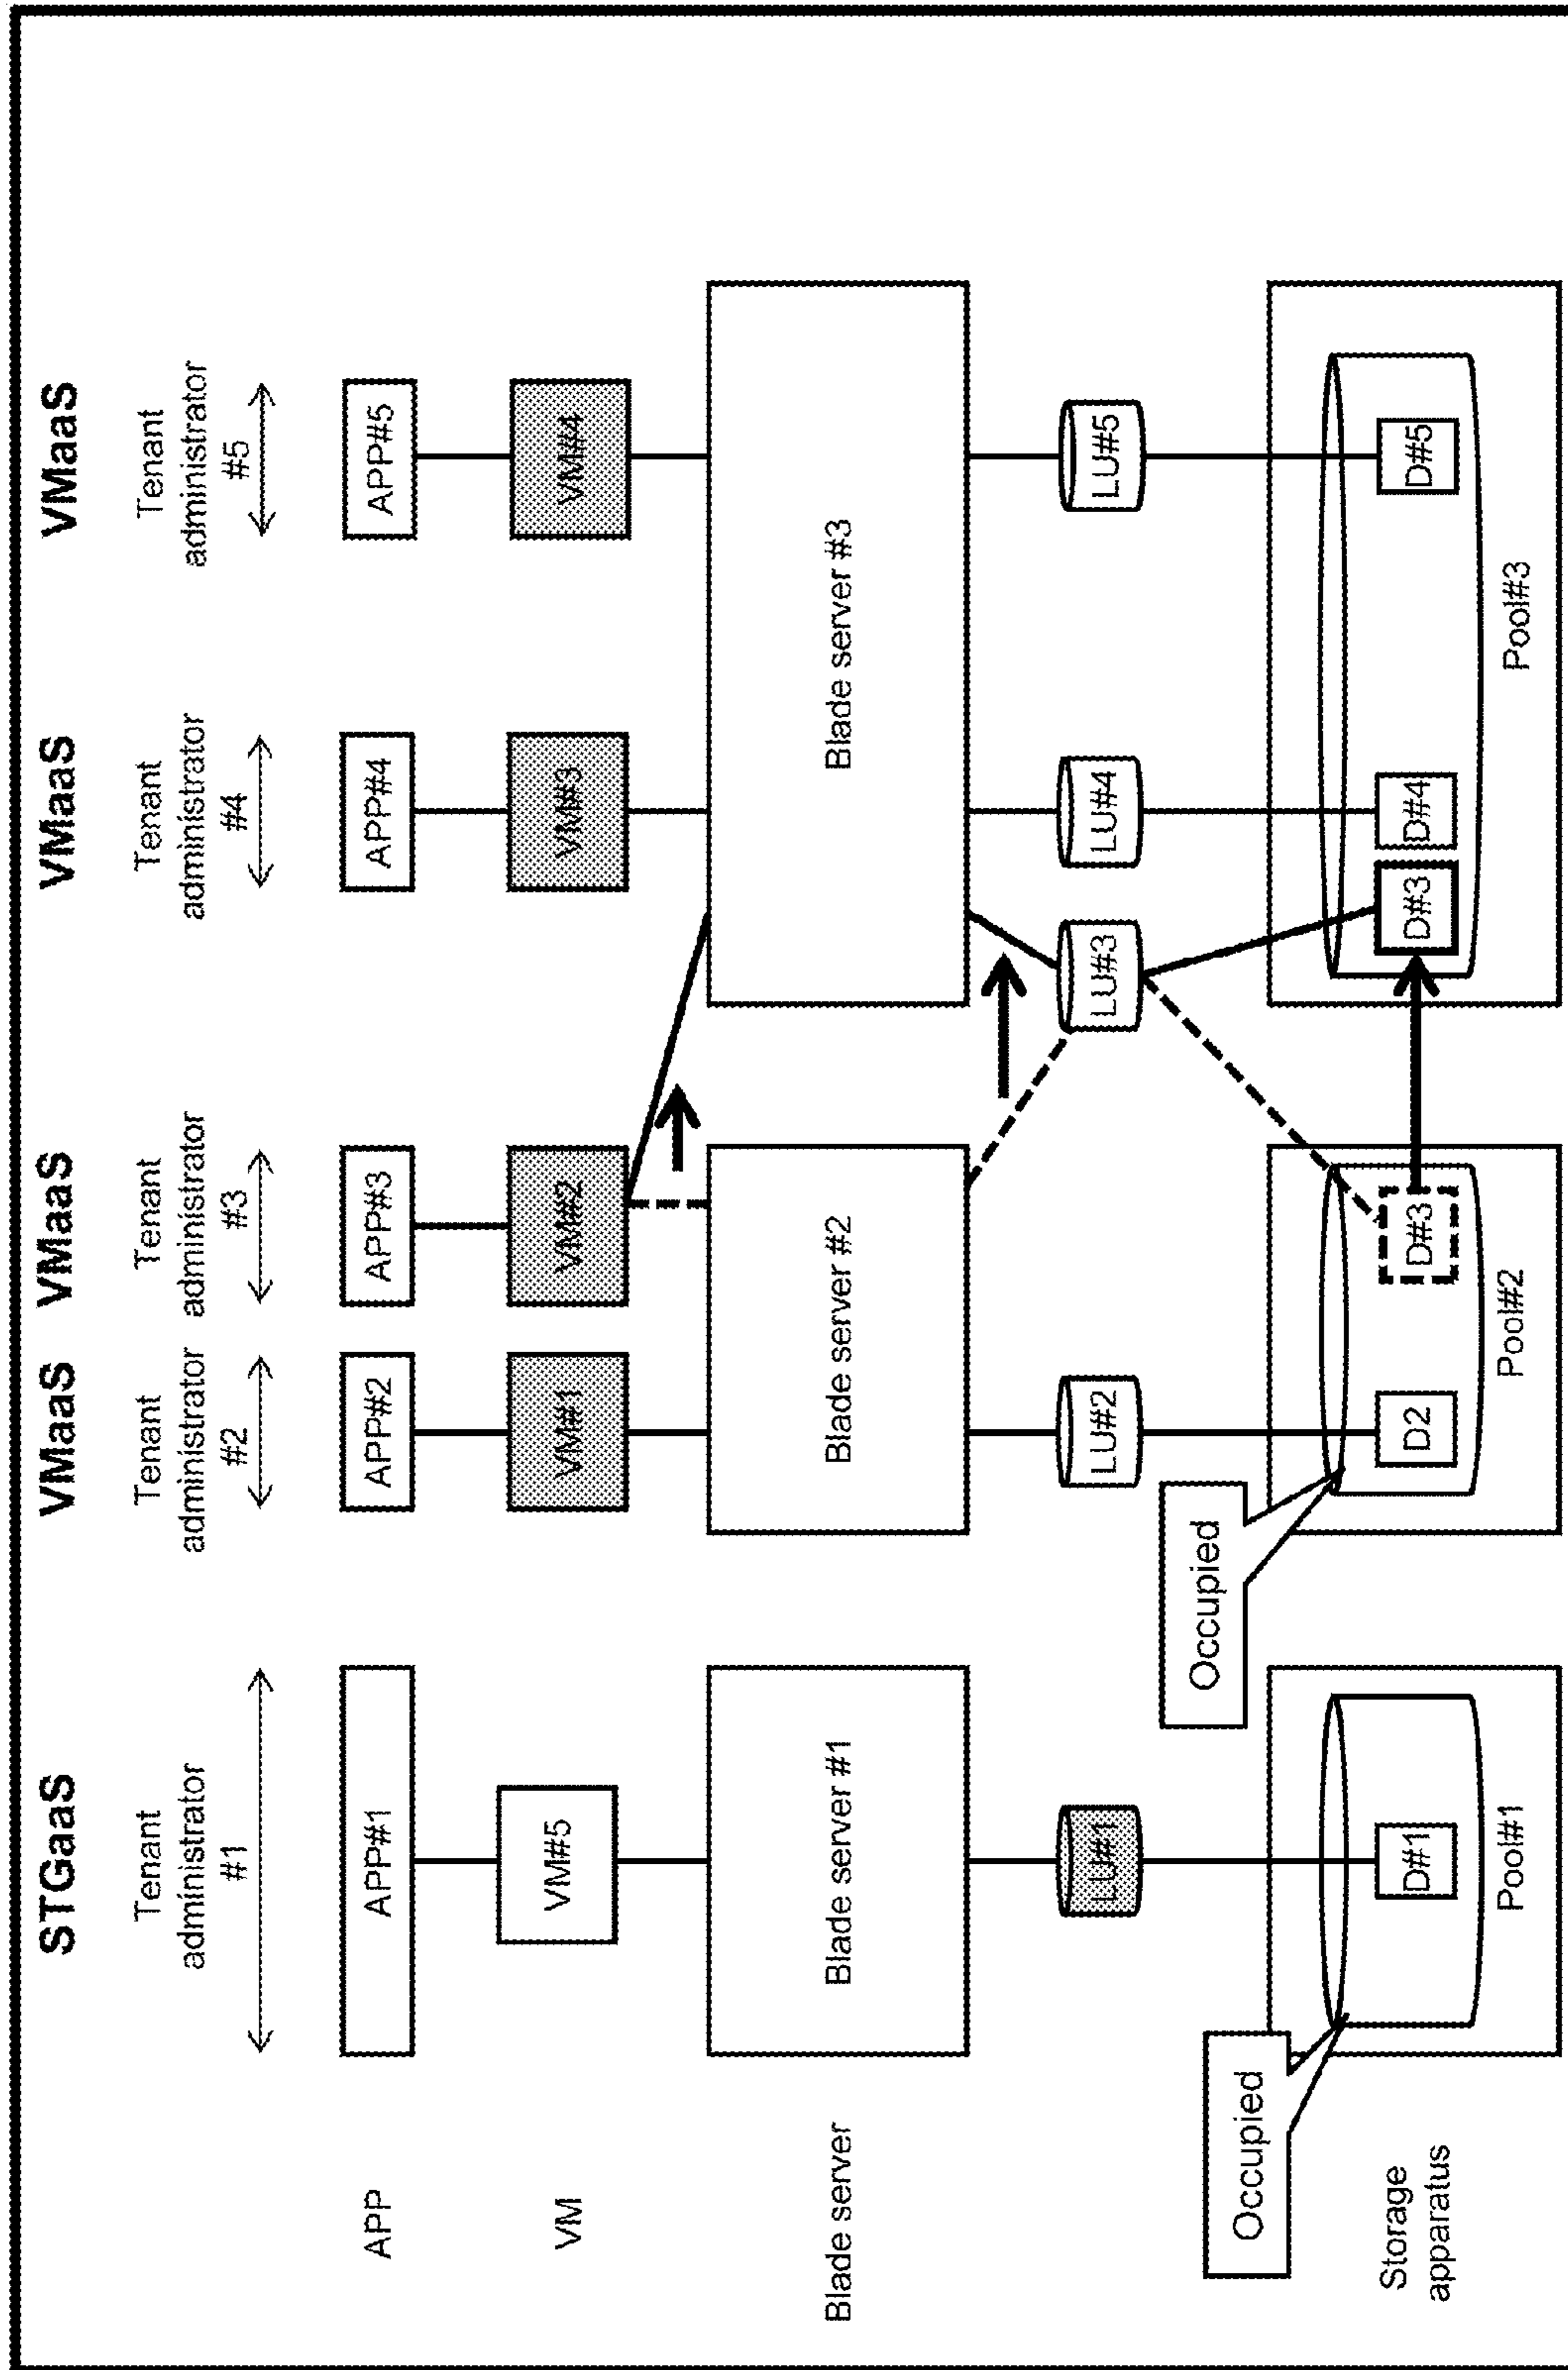 STGaaS
VMaaS
VMaaS
VMaaS
VMaaS
Tenant
administrator
#1
Tenant
administrator
#2
Tenant
administrator
#3
Tenant
administrator
#4
Tenant
administrator
#5
APP
APP#1
APP#2
APP#3
APP#4
APP#5
VM
VM#5
VM#1
VM#2
VM#3
VM#4
Blade server
Blade server #1
Blade server #2
Blade server #3
LU#1
LU#2
LU#3
LU#4
LU#5
Occupied
Occupied
Storage
apparatus
D#1
D2
D#3
D#3
D#4
D#5
Pool#1
Pool#2
Pool#3